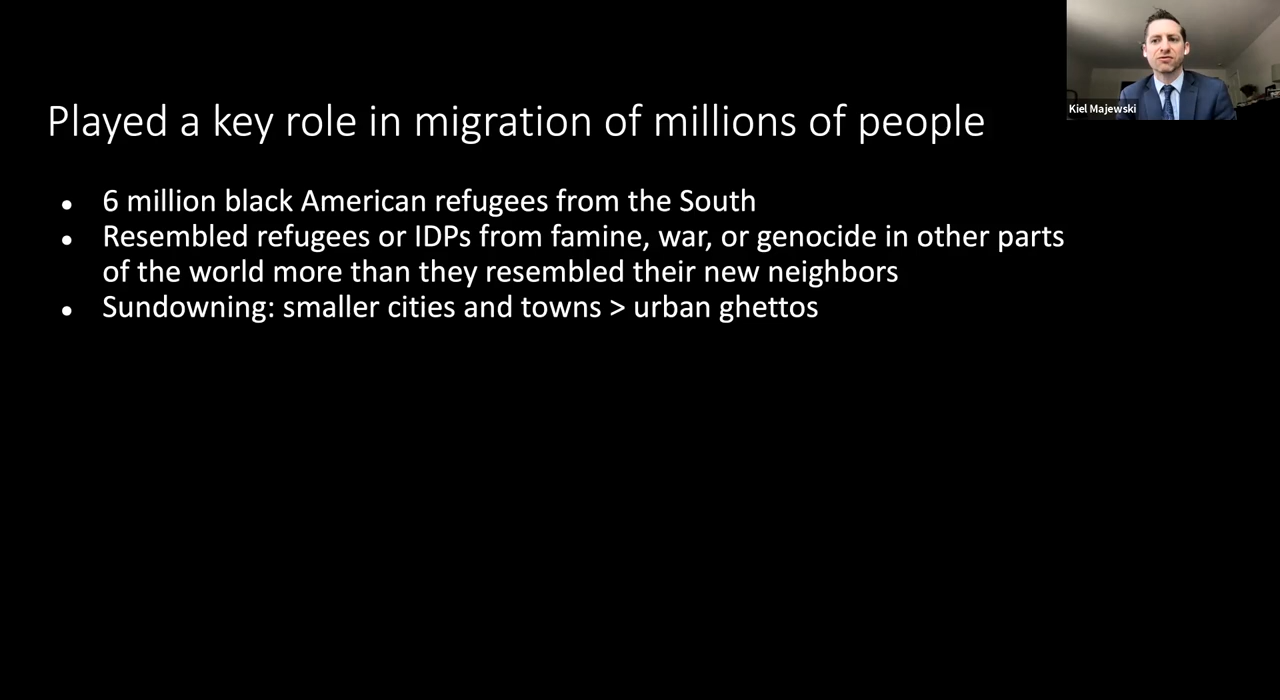 Kiel Majewski
Played a key role in migration of millions of people
• 6 million black American refugees from the South
• Resembled refugees or IDPs from famine, war, or genocide in other parts
of the world more than they resembled their new neighbors
• Sundowning: smaller cities and towns > urban ghettos